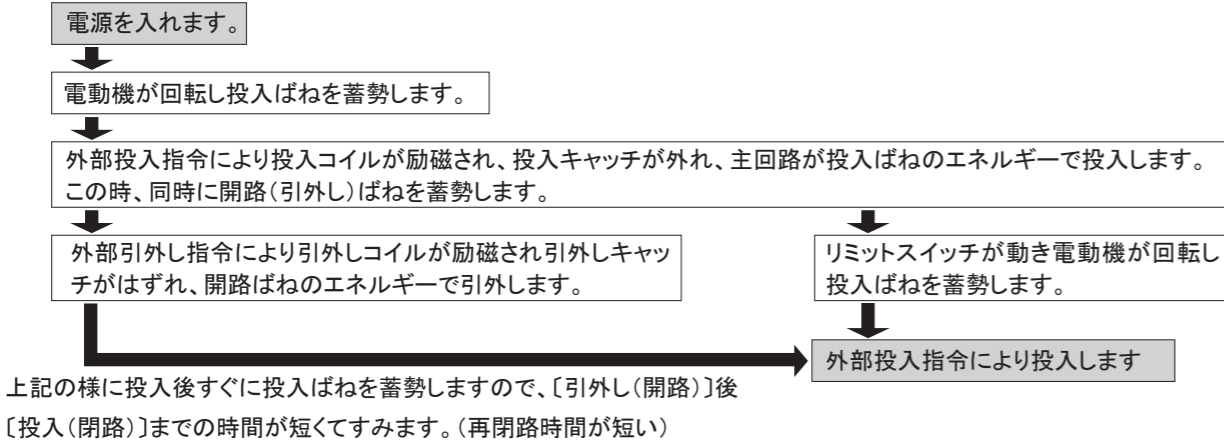 電源を入れます。
電動機が回転し投入ばねを蓄勢します。
外部投入指令により投入コイルが励磁され、投入キャッチが外れ、主回路が投入ばねのエネルギーで投入します。
この時、同時に開路(引外し)ばねを蓄勢します。
外部引外し指令により引外しコイルが励磁され引外しキャッ
チがはずれ、開路ばねのエネルギーで引外します。
リミットスイッチが動き電動機が回転し
投入ばねを蓄勢します。
外部投入指令により投入します
上記の様に投入後すぐに投入ばねを蓄勢しますので、〔引外し(開路)〕後
〔投入(閉路)〕までの時間が短くてすみます。(再閉路時間が短い)